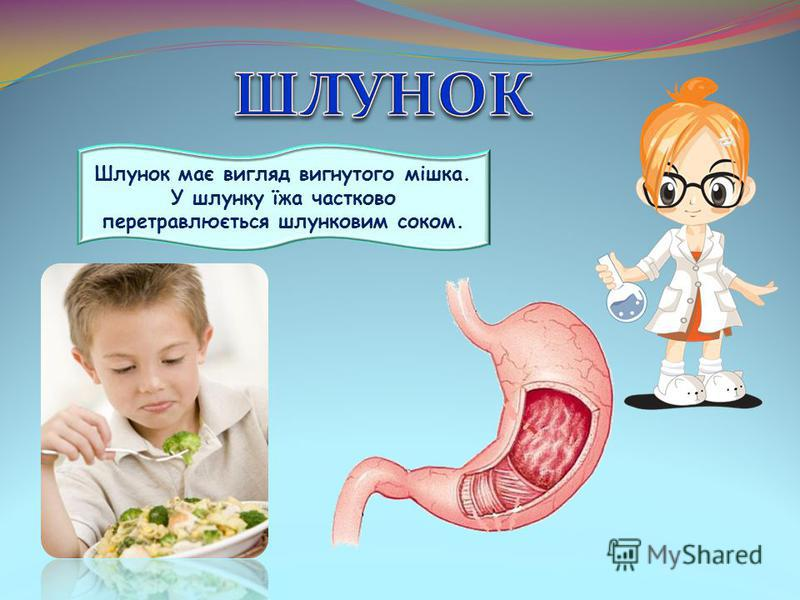 ШЛУНОК
Шлунок має вигляд вигнутого мішка.
У шлунку їжа частково
перетравлюється шлунковим соком.
MyShared